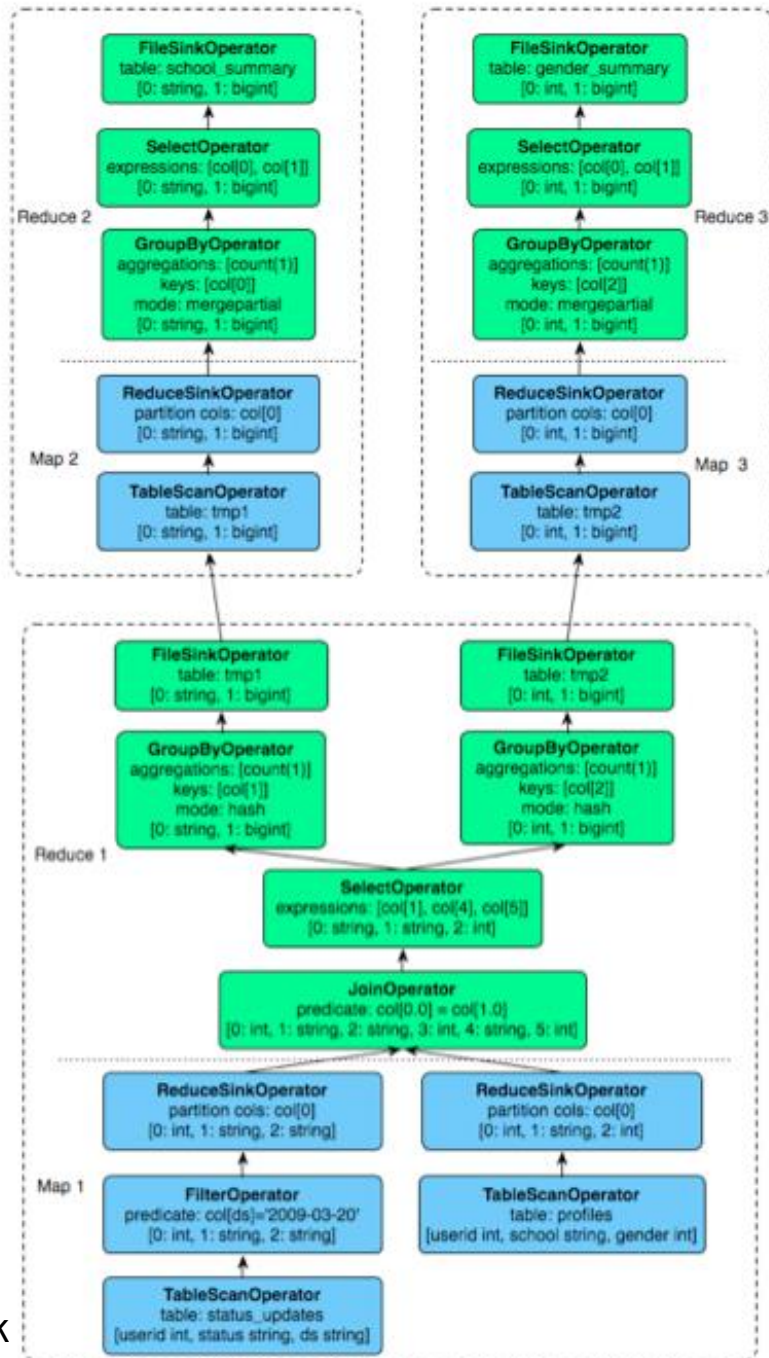 FileSinkOperator
table: school_summary
[0: string, 1: bigint]
SelectOperator
expressions: [col[0], col[1]]
[0: string, 1: bigint]
Reduce 2
GroupByOperator
aggregations: [count(1)]
keys: [col[0]]
mode: mergepartial
[0: string, 1: bigint]
ReduceSinkOperator
partition cols: col[0]
[0: string, 1: bigint]
Map 2
TableScanOperator
table: tmp1
[0: string, 1: bigint]
FileSinkOperator
table: gender_summary
[0: int, 1: bigint]
SelectOperator
expressions: [col[0], col[1]]
[0: int, 1: bigint]
Reduce 3
GroupByOperator
aggregations: [count(1)]
keys: [col[2]]
mode: mergepartial
[0: int, 1: bigint]
ReduceSinkOperator
partition cols: col[0]
[0: int, 1: bigint]
Map 3
TableScanOperator
table: tmp2
[0: int, 1: bigint]
FileSinkOperator
table: tmp1
[0: string, 1: bigint]
GroupByOperator
aggregations: [count(1)]
keys: [col[1]]
mode: hash
[0: string, 1: bigint]
FileSinkOperator
table: tmp2
[0: int, 1: bigint]
GroupByOperator
aggregations: [count(1)]
keys: [col[2]]
mode: hash
[0: int, 1: bigint]
Reduce 1
SelectOperator
expressions: [col[1], col[4], col[5]]
[0: string, 1: string, 2: int]
JoinOperator
predicate: col[0.0] = col[1.0]
[0: int, 1: string, 2: string, 3: int, 4: string, 5: int]
ReduceSinkOperator
partition cols: col[0]
[0: int, 1: string, 2: string]
ReduceSinkOperator
partition cols: col[0]
[0: int, 1: string, 2: int]
Map 1
FilterOperator
predicate: col[ds]='2009-03-20'
[0: int, 1: string, 2: string]
TableScanOperator
table: profiles
[userid int, school string, gender int]
TableScanOperator
table: status_updates
[userid int, status string, ds string]
k